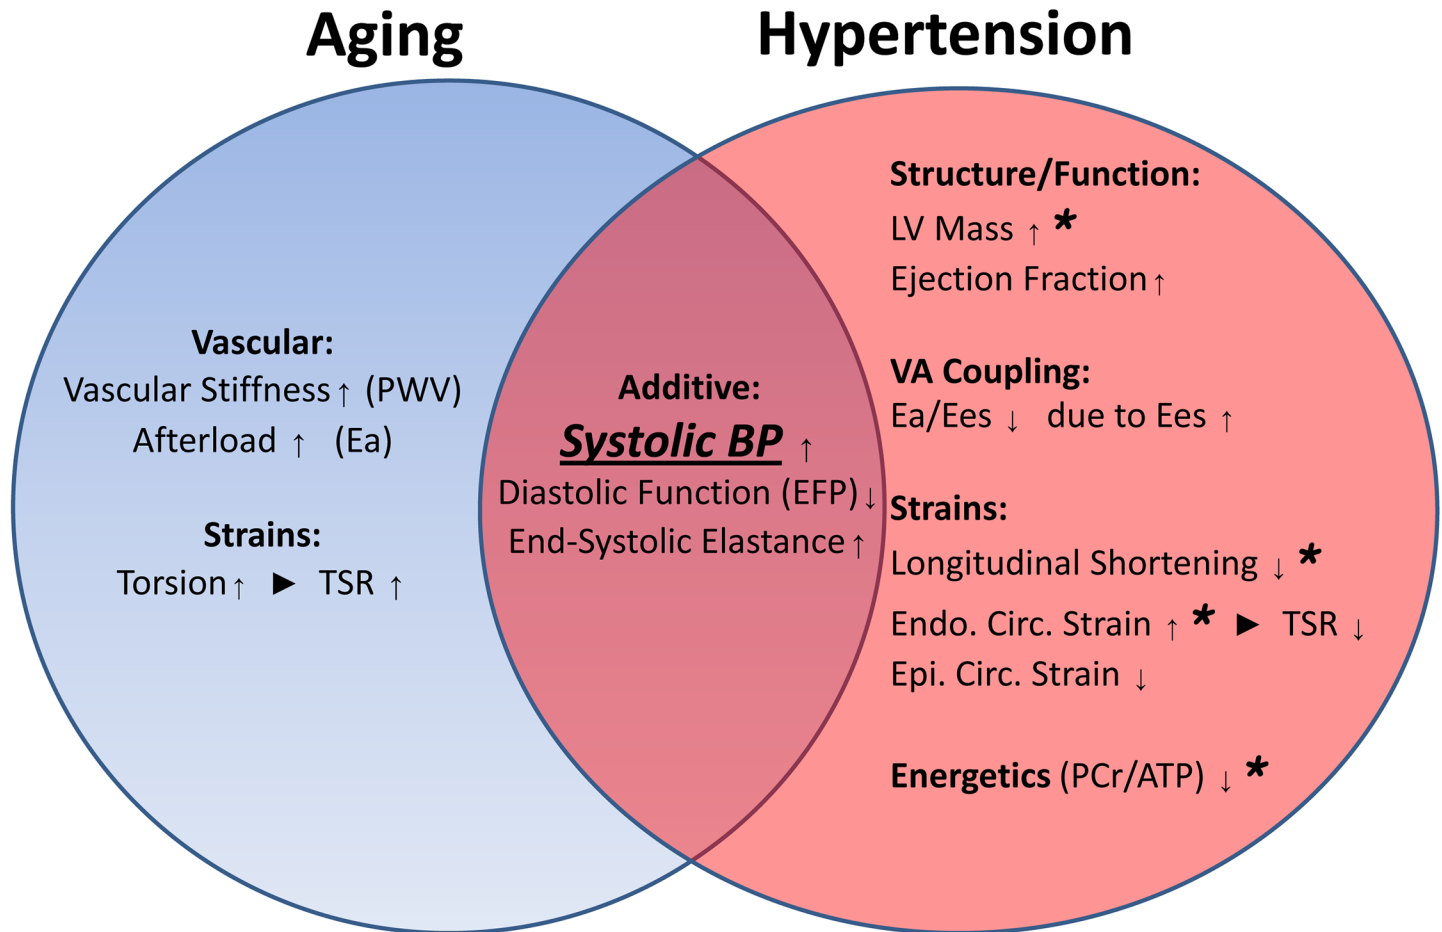 Aging
Hypertension
Vascular:
Vascular Stiffness ↑ (PWV)
Afterload ↑ (Ea)
Strains:
Torsion ↑ ► TSR ↑
Additive:
Systolic BP ↑
Diastolic Function (EFP) ↓
End-Systolic Elastance ↑
Structure/Function:
LV Mass ↑ *
Ejection Fraction ↑
VA Coupling:
Ea/Ees ↓ due to Ees ↑
Strains:
Longitudinal Shortening ↓ *
Endo. Circ. Strain ↑ * ► TSR ↓
Epi. Circ. Strain ↓
Energetics (PCr/ATP) ↓ *